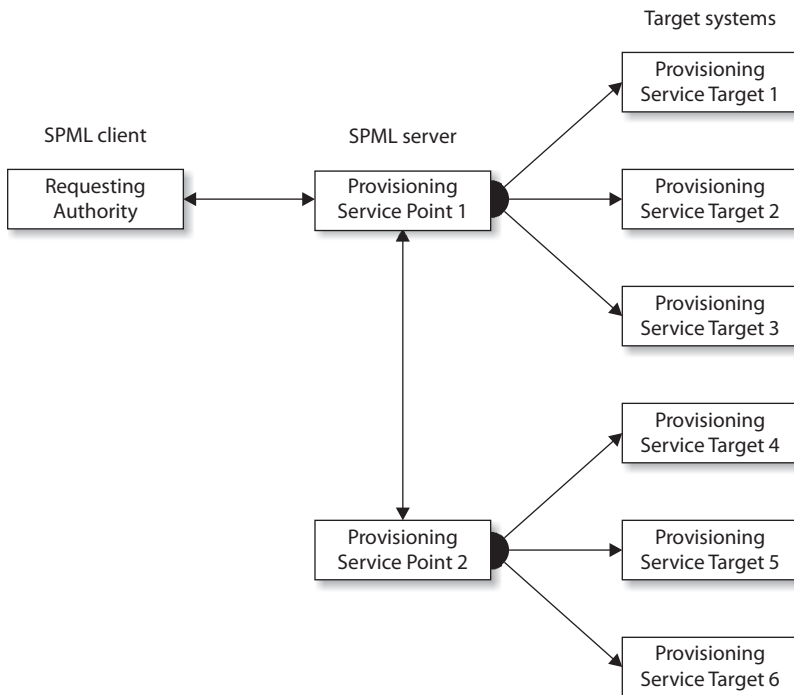 Target systems
Provisioning
Service Target 1
SPML client
SPML server
Requesting
Authority
Provisioning
Service Point 1
Provisioning
Service Target 2
Provisioning
Service Target 3
Provisioning
Service Target 4
Provisioning
Service Point 2
Provisioning
Service Target 5
Provisioning
Service Target 6